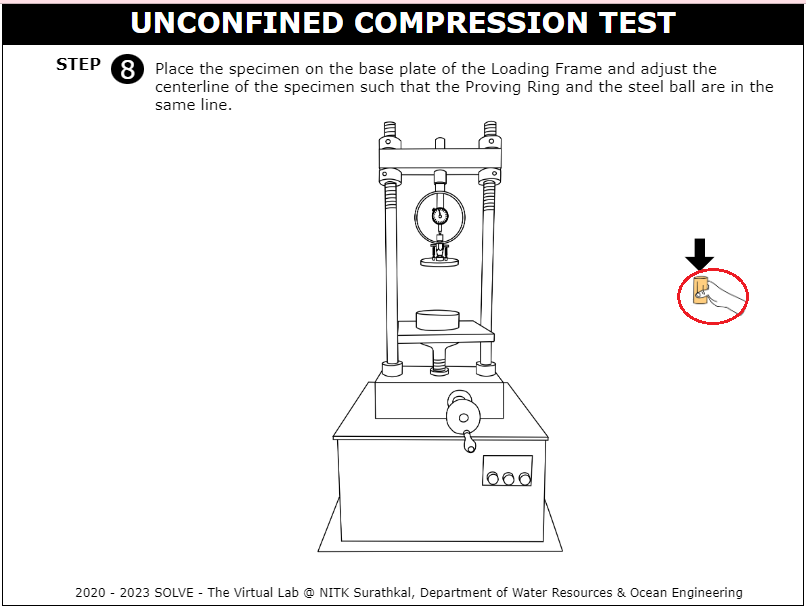 UNCONFINED COMPRESSION TEST
STEP 8 Place the specimen on the base plate of the Loading Frame and adjust the
centerline of the specimen such that the Proving Ring and the steel ball are in the
same line.
2020 - 2023 SOLVE - The Virtual Lab @ NITK Surathkal, Department of Water Resources & Ocean Engineering